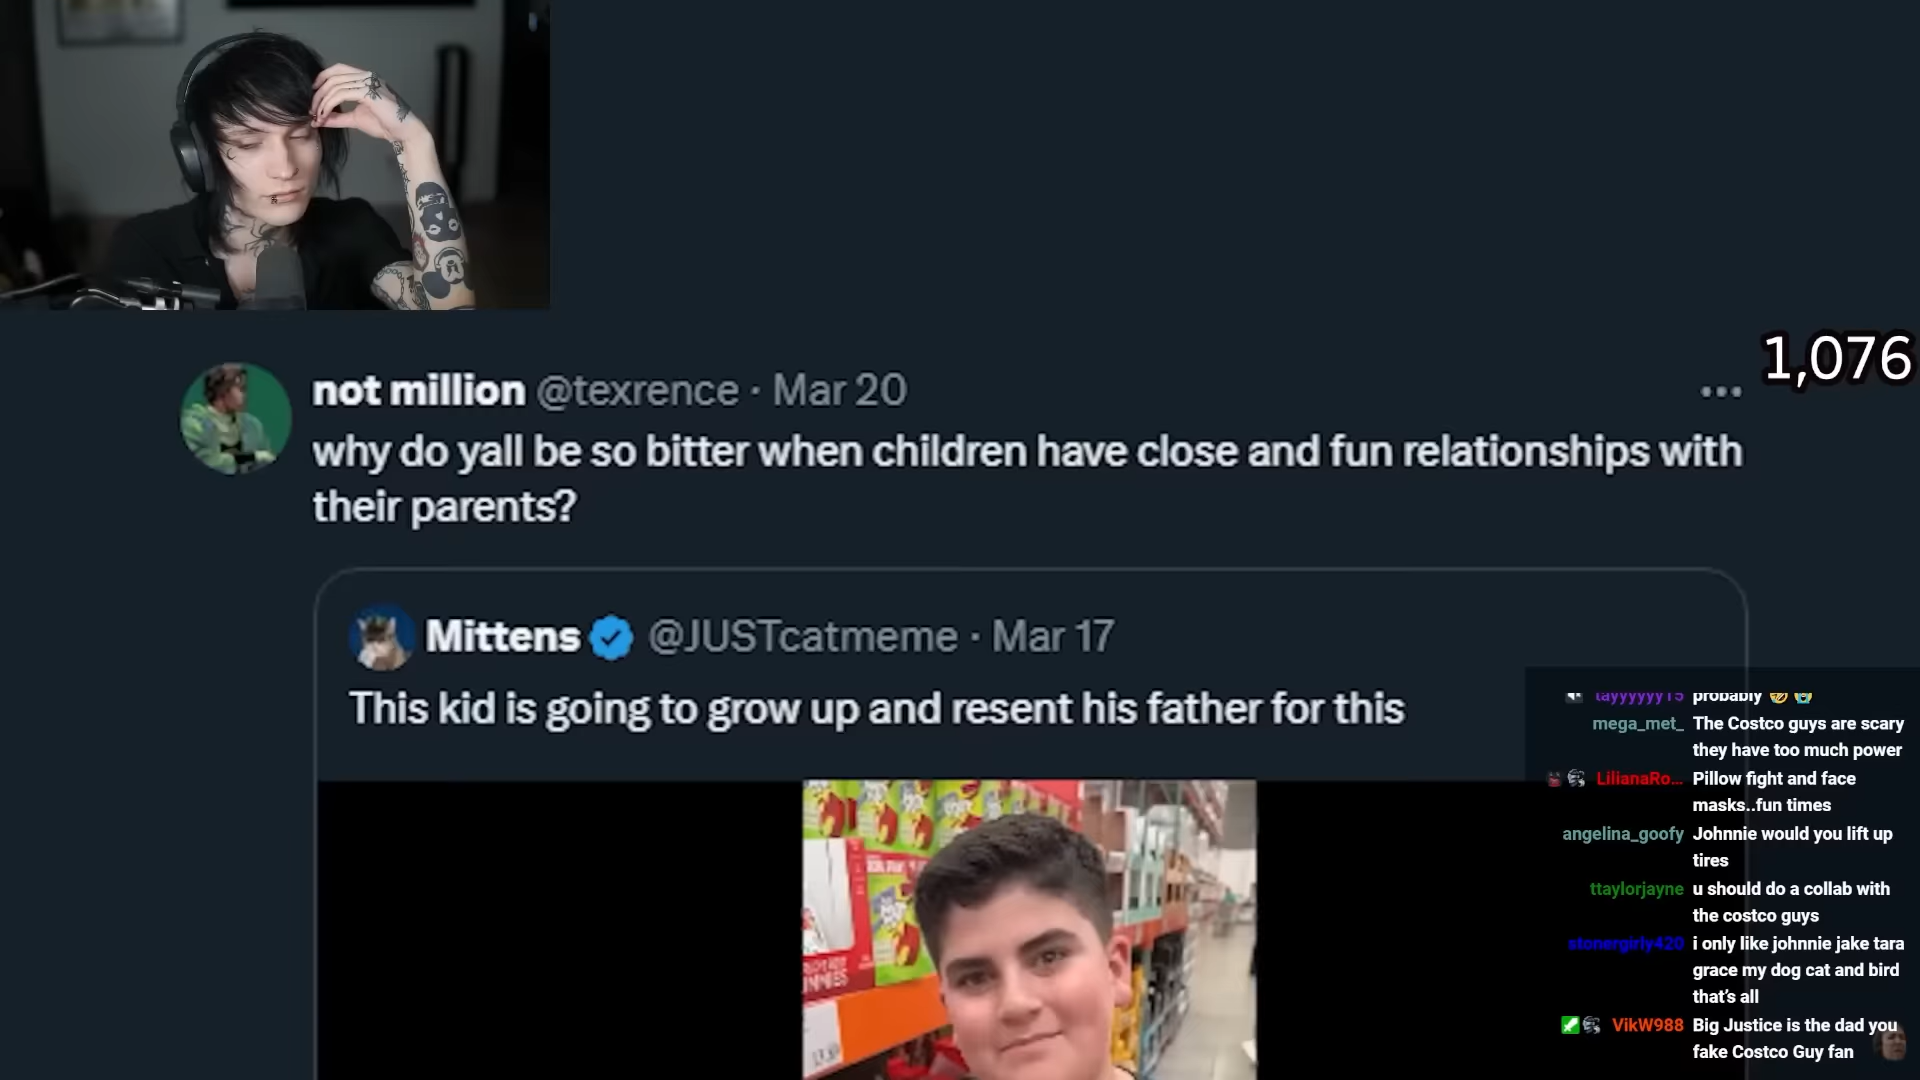 not million @texrence · Mar 20
1,076
why do yall be so bitter when children have close and fun relationships with
their parents?
Mittens @JUSTcatmeme · Mar 17
This kid is going to grow up and resent his father for this
tayyyyyy15 probably 🤣 😭
mega_met_ The Costco guys are scary
they have too much power
LilianaRo... Pillow fight and face
masks..fun times
angelina_goofy Johnnie would you lift up
tires
ttaylorjayne u should do a collab with
the costco guys
stonergirly420 i only like johnnie jake tara
grace my dog cat and bird
that's all
VikW988 Big Justice is the dad you
fake Costco Guy fan